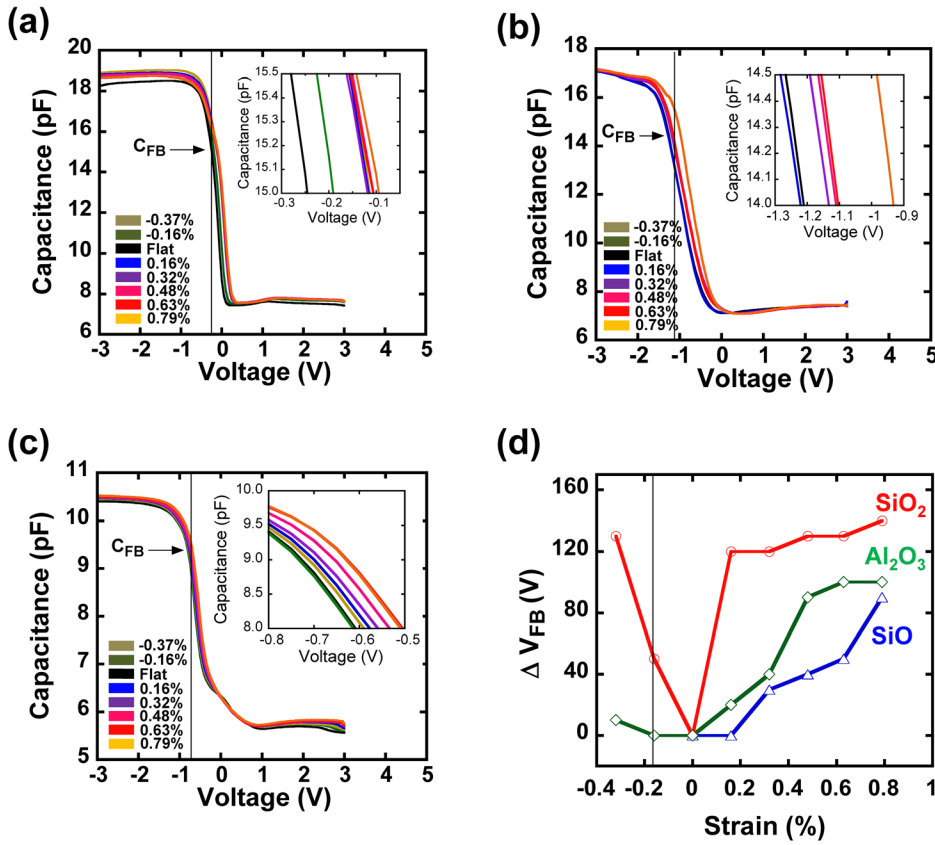 (a)
20
18
16
14
12
10
8
6
Capacitance (pF)
-3 -2 -1 0 1 2 3 4 5
Voltage (V)
C_FB
-0.37%
-0.16%
Flat
0.16%
0.32%
0.48%
0.63%
0.79%
15.5
15.4
15.3
15.2
15.1
15.0
Capacitance (pF)
-0.3 -0.2 -0.1
Voltage (V)
(b)
18
16
14
12
10
8
6
Capacitance (pF)
-3 -2 -1 0 1 2 3 4 5
Voltage (V)
C_FB
-0.37%
-0.16%
Flat
0.16%
0.32%
0.48%
0.63%
0.79%
14.5
14.4
14.3
14.2
14.1
14.0
Capacitance (pF)
-1.3 -1.2 -1.1 -1 -0.9
Voltage (V)
(c)
11
10
9
8
7
6
5
Capacitance (pF)
-3 -2 -1 0 1 2 3 4 5
Voltage (V)
C_FB
-0.37%
-0.16%
Flat
0.16%
0.32%
0.48%
0.63%
0.79%
10.0
9.5
9.0
8.5
8.0
Capacitance (pF)
-0.8 -0.7 -0.6 -0.5
Voltage (V)
(d)
160
120
80
40
0
Δ V_FB (V)
-0.4 -0.2 0 0.2 0.4 0.6 0.8 1
Strain (%)
SiO₂
Al₂O₃
SiO